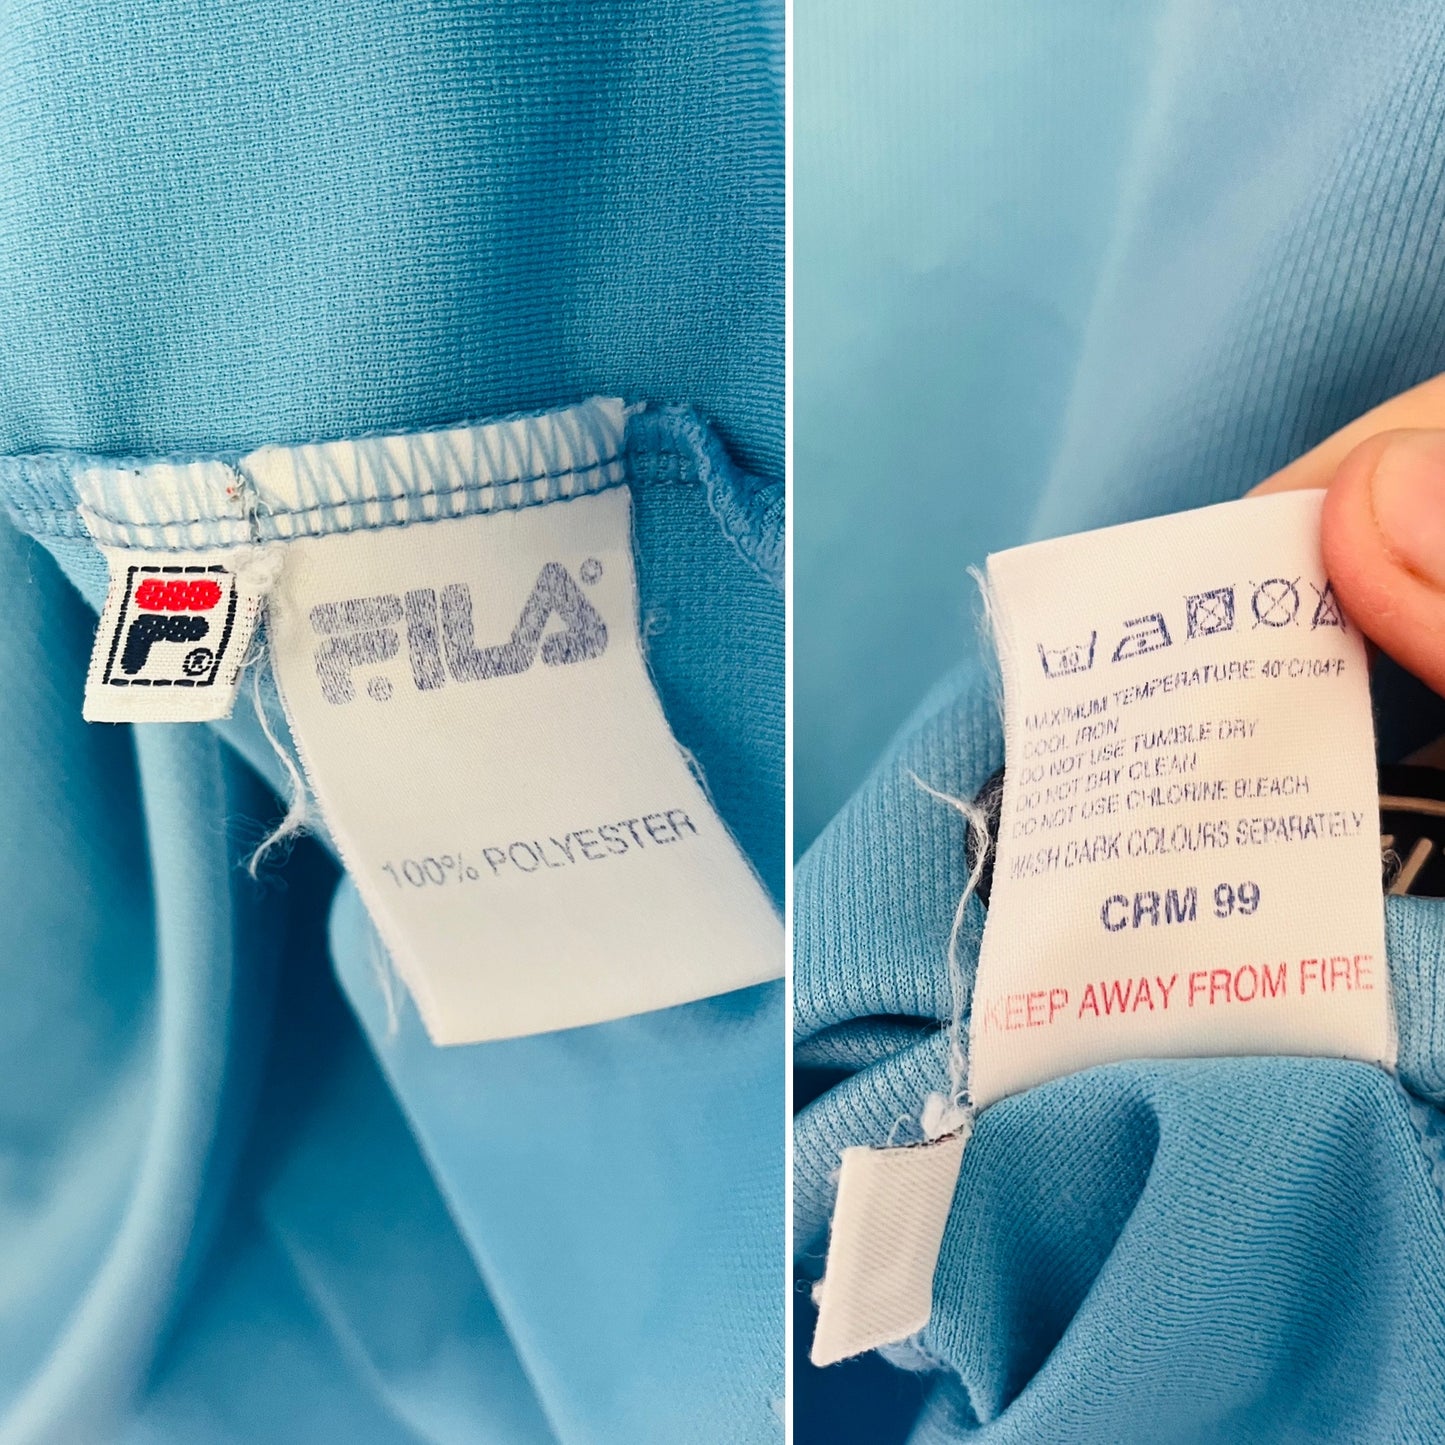 F
®
FILA®
100% POLYESTER
40
MAXIMUM TEMPERATURE 40°C/104°F
COOL IRON
DO NOT USE TUMBLE DRY
DO NOT DRY CLEAN
DO NOT USE CHLORINE BLEACH
WASH DARK COLOURS SEPARATELY
CRM 99
KEEP AWAY FROM FIRE